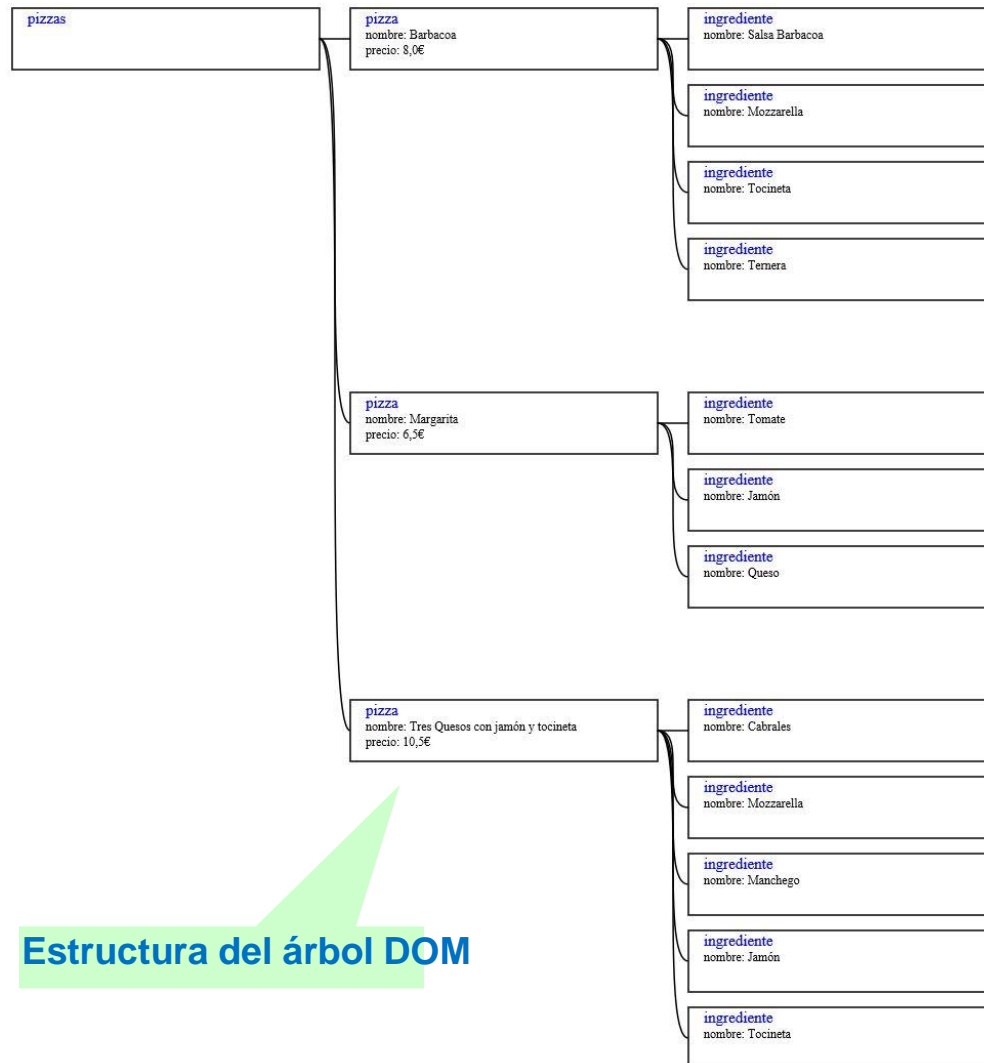 pizzas
pizza
nombre: Barbacoa
precio: 8,0€
ingrediente
nombre: Salsa Barbacoa
ingrediente
nombre: Mozzarella
ingrediente
nombre: Tocineta
ingrediente
nombre: Ternera
pizza
nombre: Margarita
precio: 6,5€
ingrediente
nombre: Tomate
ingrediente
nombre: Jamón
ingrediente
nombre: Queso
pizza
nombre: Tres Quesos con jamón y tocineta
precio: 10,5€
ingrediente
nombre: Cabrales
ingrediente
nombre: Mozzarella
ingrediente
nombre: Manchego
ingrediente
nombre: Jamón
ingrediente
nombre: Tocineta
Estructura del árbol DOM